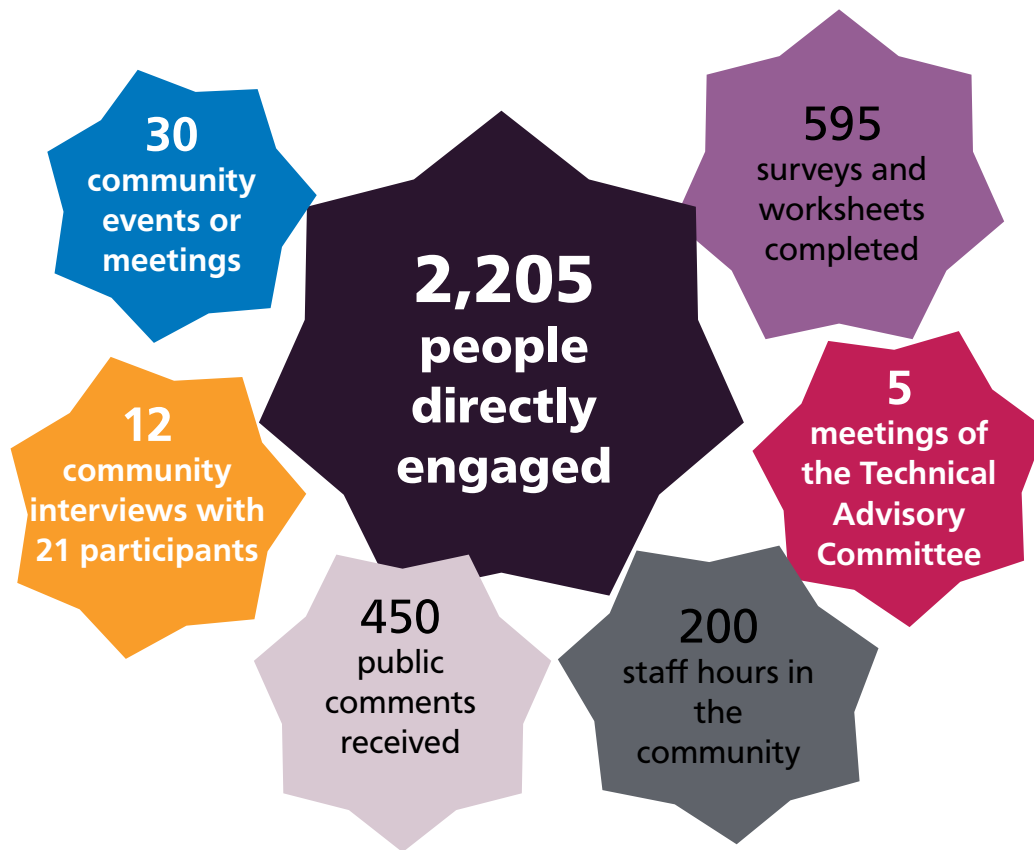 30
community
events or
meetings
595
surveys and
worksheets
completed
2,205
people
directly
engaged
12
community
interviews with
21 participants
5
meetings of
the Technical
Advisory
Committee
450
public
comments
received
200
staff hours in
the
community